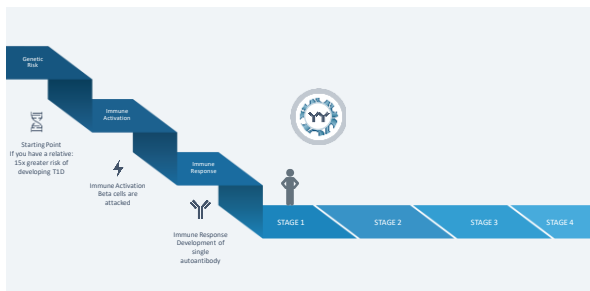 Genetic
Risk
Immune
Activation
Immune
Response
Starting Point
If you have a relative:
15x greater risk of
developing T1D
Immune Activation
Beta cells are
attacked
Immune Response
Development of
single
autoantibody
STAGE 1
STAGE 2
STAGE 3
STAGE 4